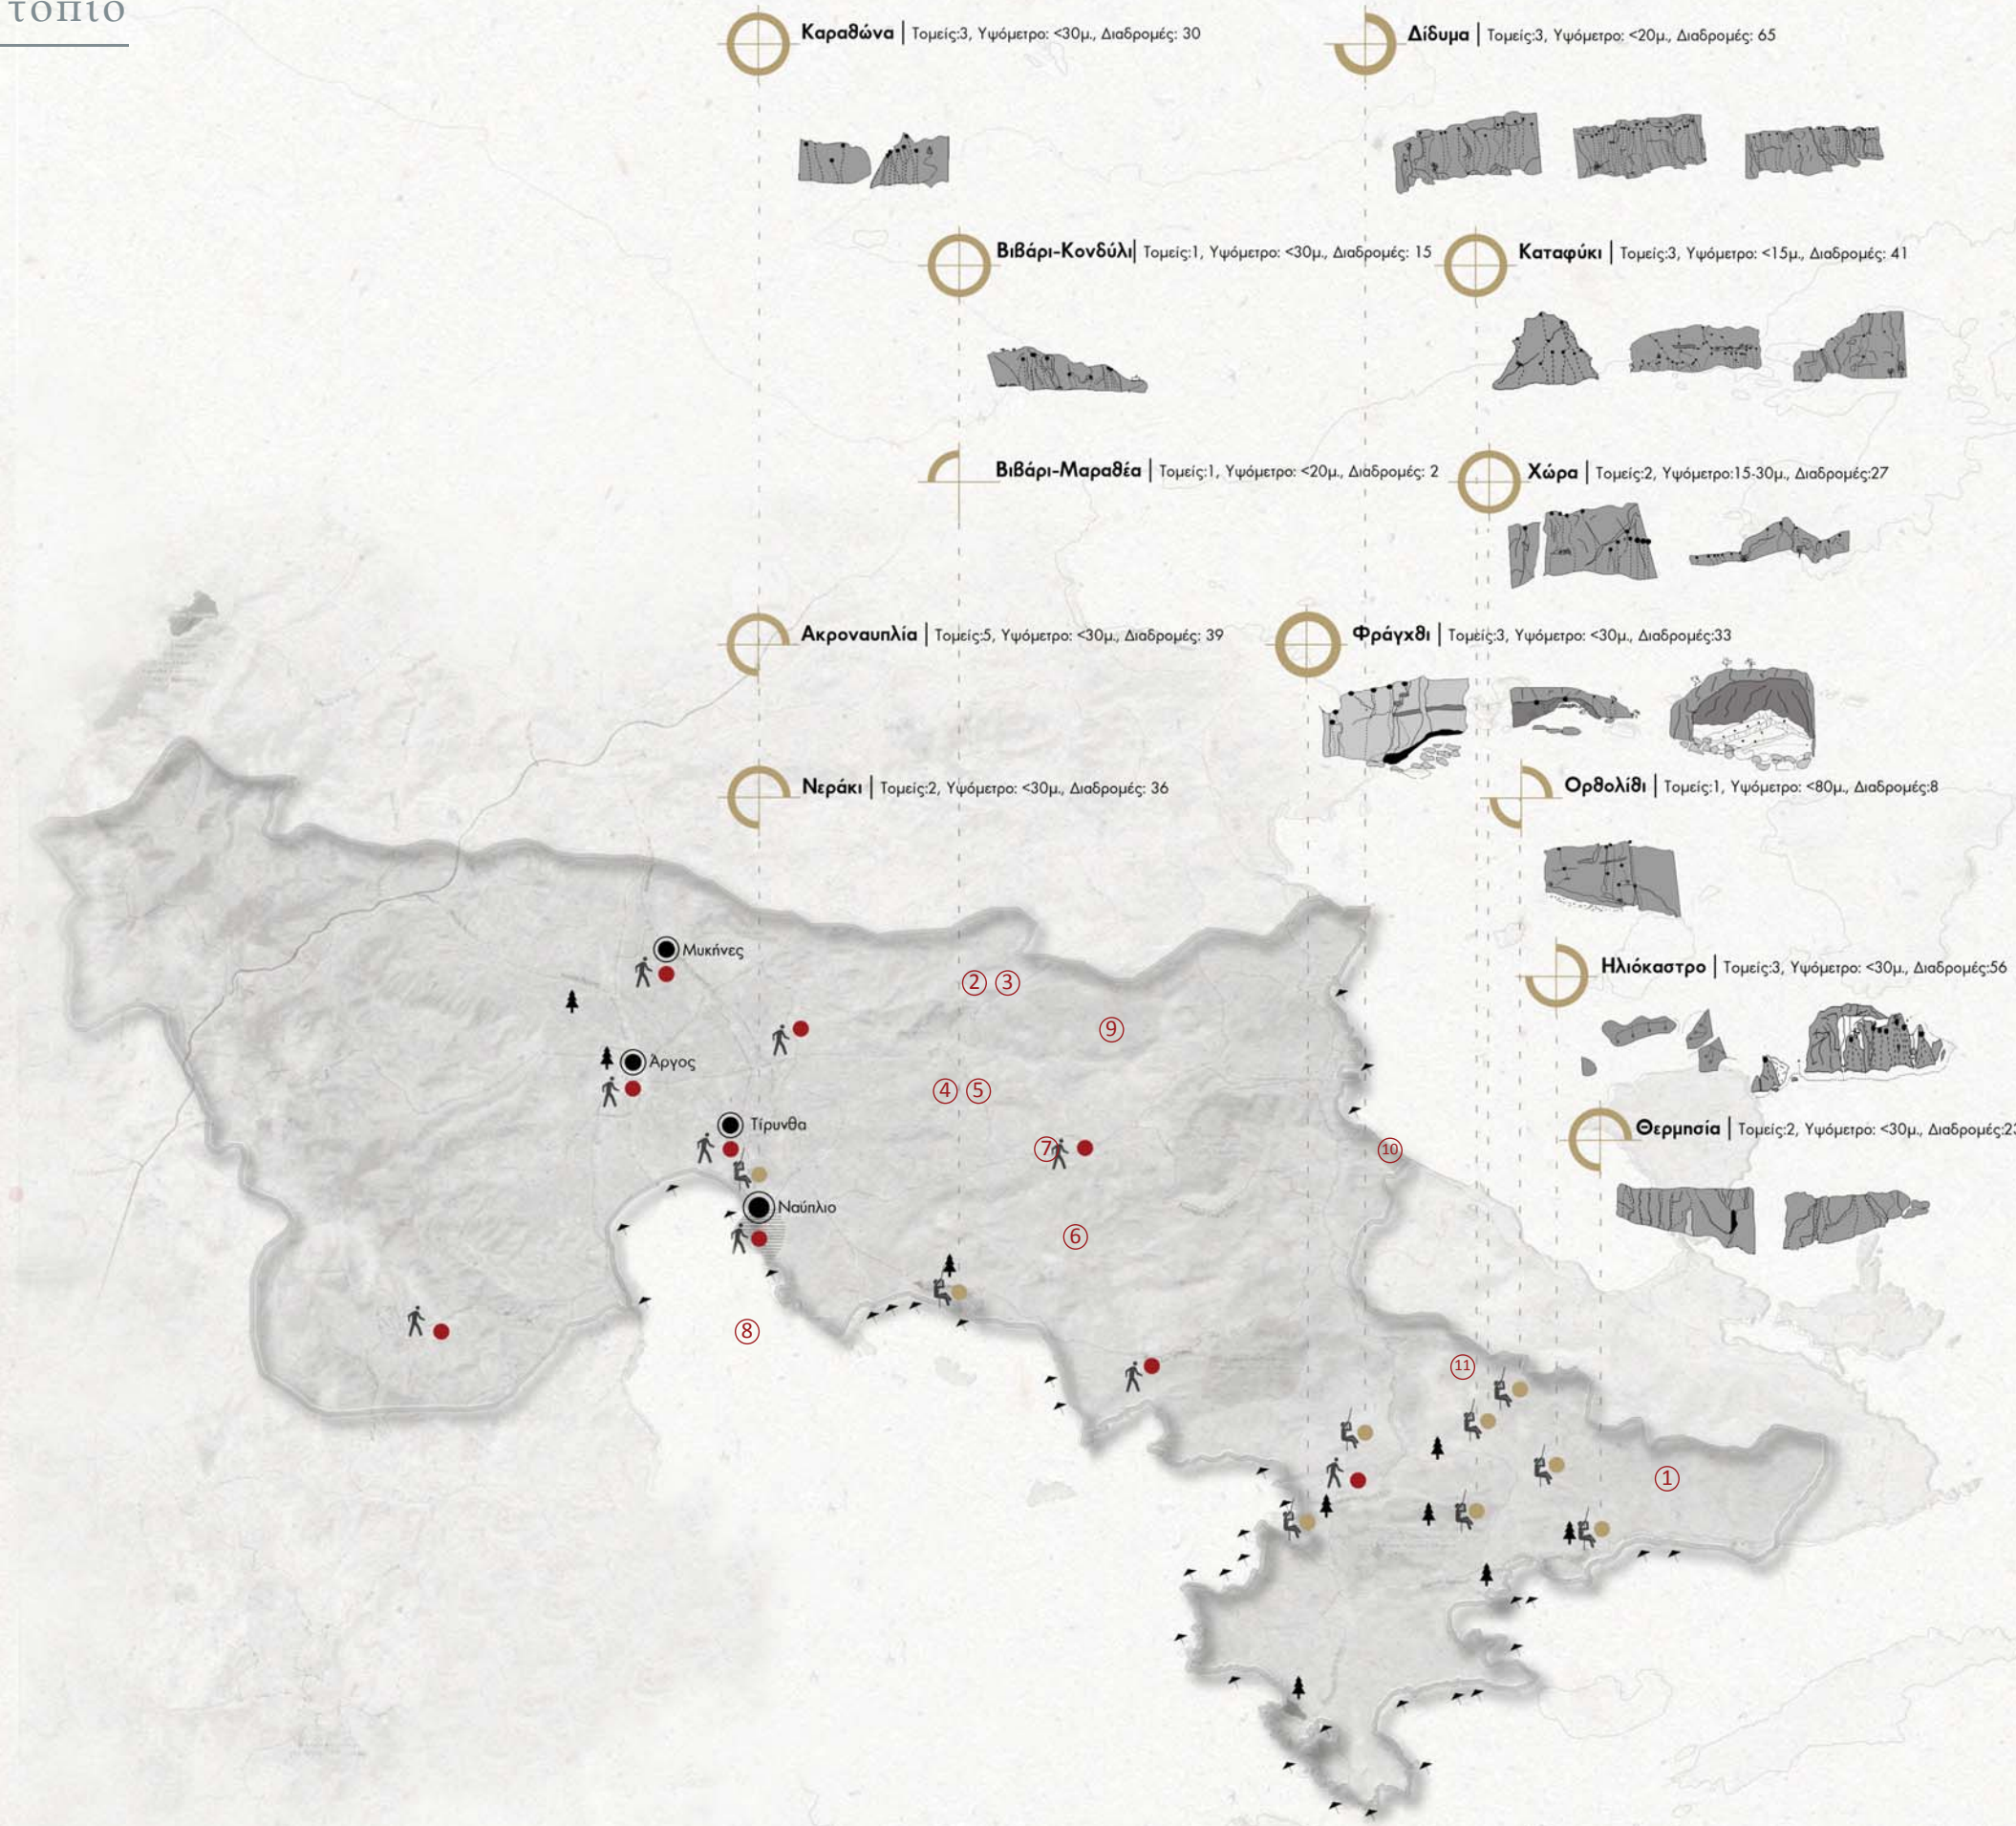 τοπίο
Καραθώνα | Τομείς:3, Υψόμετρο: <30μ., Διαδρομές: 30
Δίδυμα | Τομείς:3, Υψόμετρο: <20μ., Διαδρομές: 65
Βιβάρι-Κονδύλι| Τομείς:1, Υψόμετρο: <30μ., Διαδρομές: 15
Καταφύκι | Τομείς:3, Υψόμετρο: <15μ., Διαδρομές: 41
Βιβάρι-Μαραθέα | Τομείς:1, Υψόμετρο: <20μ., Διαδρομές: 2
Χώρα | Τομείς:2, Υψόμετρο:15-30μ., Διαδρομές:27
Ακροναυπλία | Τομείς:5, Υψόμετρο: <30μ., Διαδρομές: 39
Φράγχθι | Τομείς:3, Υψόμετρο: <30μ., Διαδρομές:33
Νεράκι | Τομείς:2, Υψόμετρο: <30μ., Διαδρομές: 36
Ορθολίθι | Τομείς:1, Υψόμετρο: <80μ., Διαδρομές:8
Ηλιόκαστρο | Τομείς:3, Υψόμετρο: <30μ., Διαδρομές:56
Μυκήνες
② ③
⑨
Άργος
④ ⑤
Τίρυνθα
Θερμησία | Τομείς:2, Υψόμετρο: <30μ., Διαδρομές:23
⑦
⑩
Ναύπλιο
⑥
⑧
⑪
①